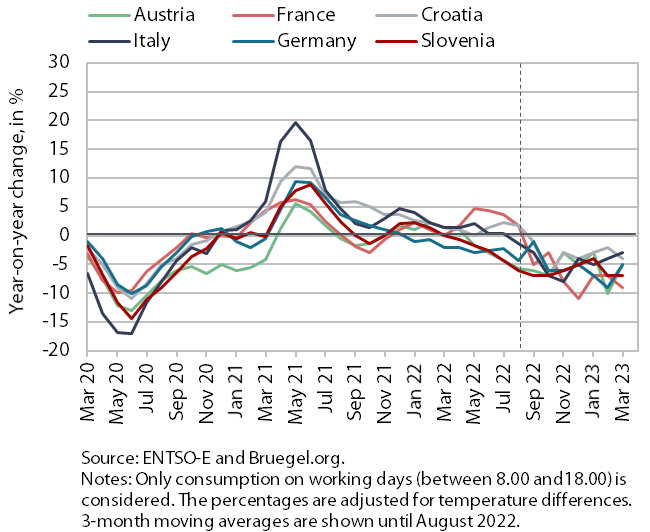 Austria France Croatia
Italy Germany Slovenia
Year-on-year change, in %
30
25
20
15
10
5
0
-5
-10
-15
-20
Mar 20 May 20 Jul 20 Sep 20 Nov 20 Jan 21 Mar 21 May 21 Jul 21 Sep 21 Nov 21 Jan 22 Mar 22 May 22 Jul 22 Sep 22 Nov 22 Jan 23 Mar 23
Source: ENTSO-E and Bruegel.org.
Notes: Only consumption on working days (between 8.00 and18.00) is
considered. The percentages are adjusted for temperature differences.
3-month moving averages are shown until August 2022.